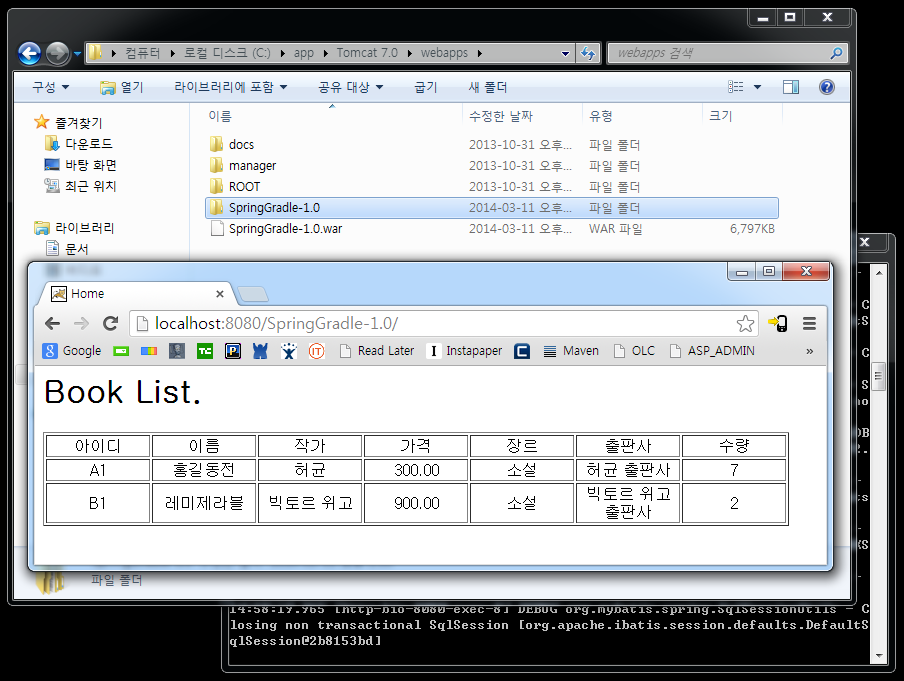 컴퓨터 ▸ 로컬 디스크 (C:) ▸ app ▸ Tomcat 7.0 ▸ webapps ▸
webapps 검색
구성 열기 라이브러리에 포함 공유 대상 굽기 새 폴더
즐겨찾기
다운로드
바탕 화면
최근 위치
라이브러리
문서
이름 수정한 날짜 유형 크기
docs 2013-10-31 오후... 파일 폴더
manager 2013-10-31 오후... 파일 폴더
ROOT 2013-10-31 오후... 파일 폴더
SpringGradle-1.0 2014-03-11 오후... 파일 폴더
SpringGradle-1.0.war 2014-03-11 오후... WAR 파일 6,797KB
Home
localhost:8080/SpringGradle-1.0/
Google TC P IT Read Later I Instapaper C Maven OLC ASP_ADMIN »
Book List.
아이디 이름 작가 가격 장르 출판사 수량
A1 홍길동전 허균 300.00 소설 허균 출판사 7
B1 레미제라블 빅토르 위고 900.00 소설 빅토르 위고
출판사 2
파일 폴더
14:58:19.965 [http-bio-8080-exec-8] DEBUG org.mybatis.spring.SqlSessionUtils - C
losing non transactional SqlSession [org.apache.ibatis.session.defaults.DefaultS
qlSession@2b8153bd]